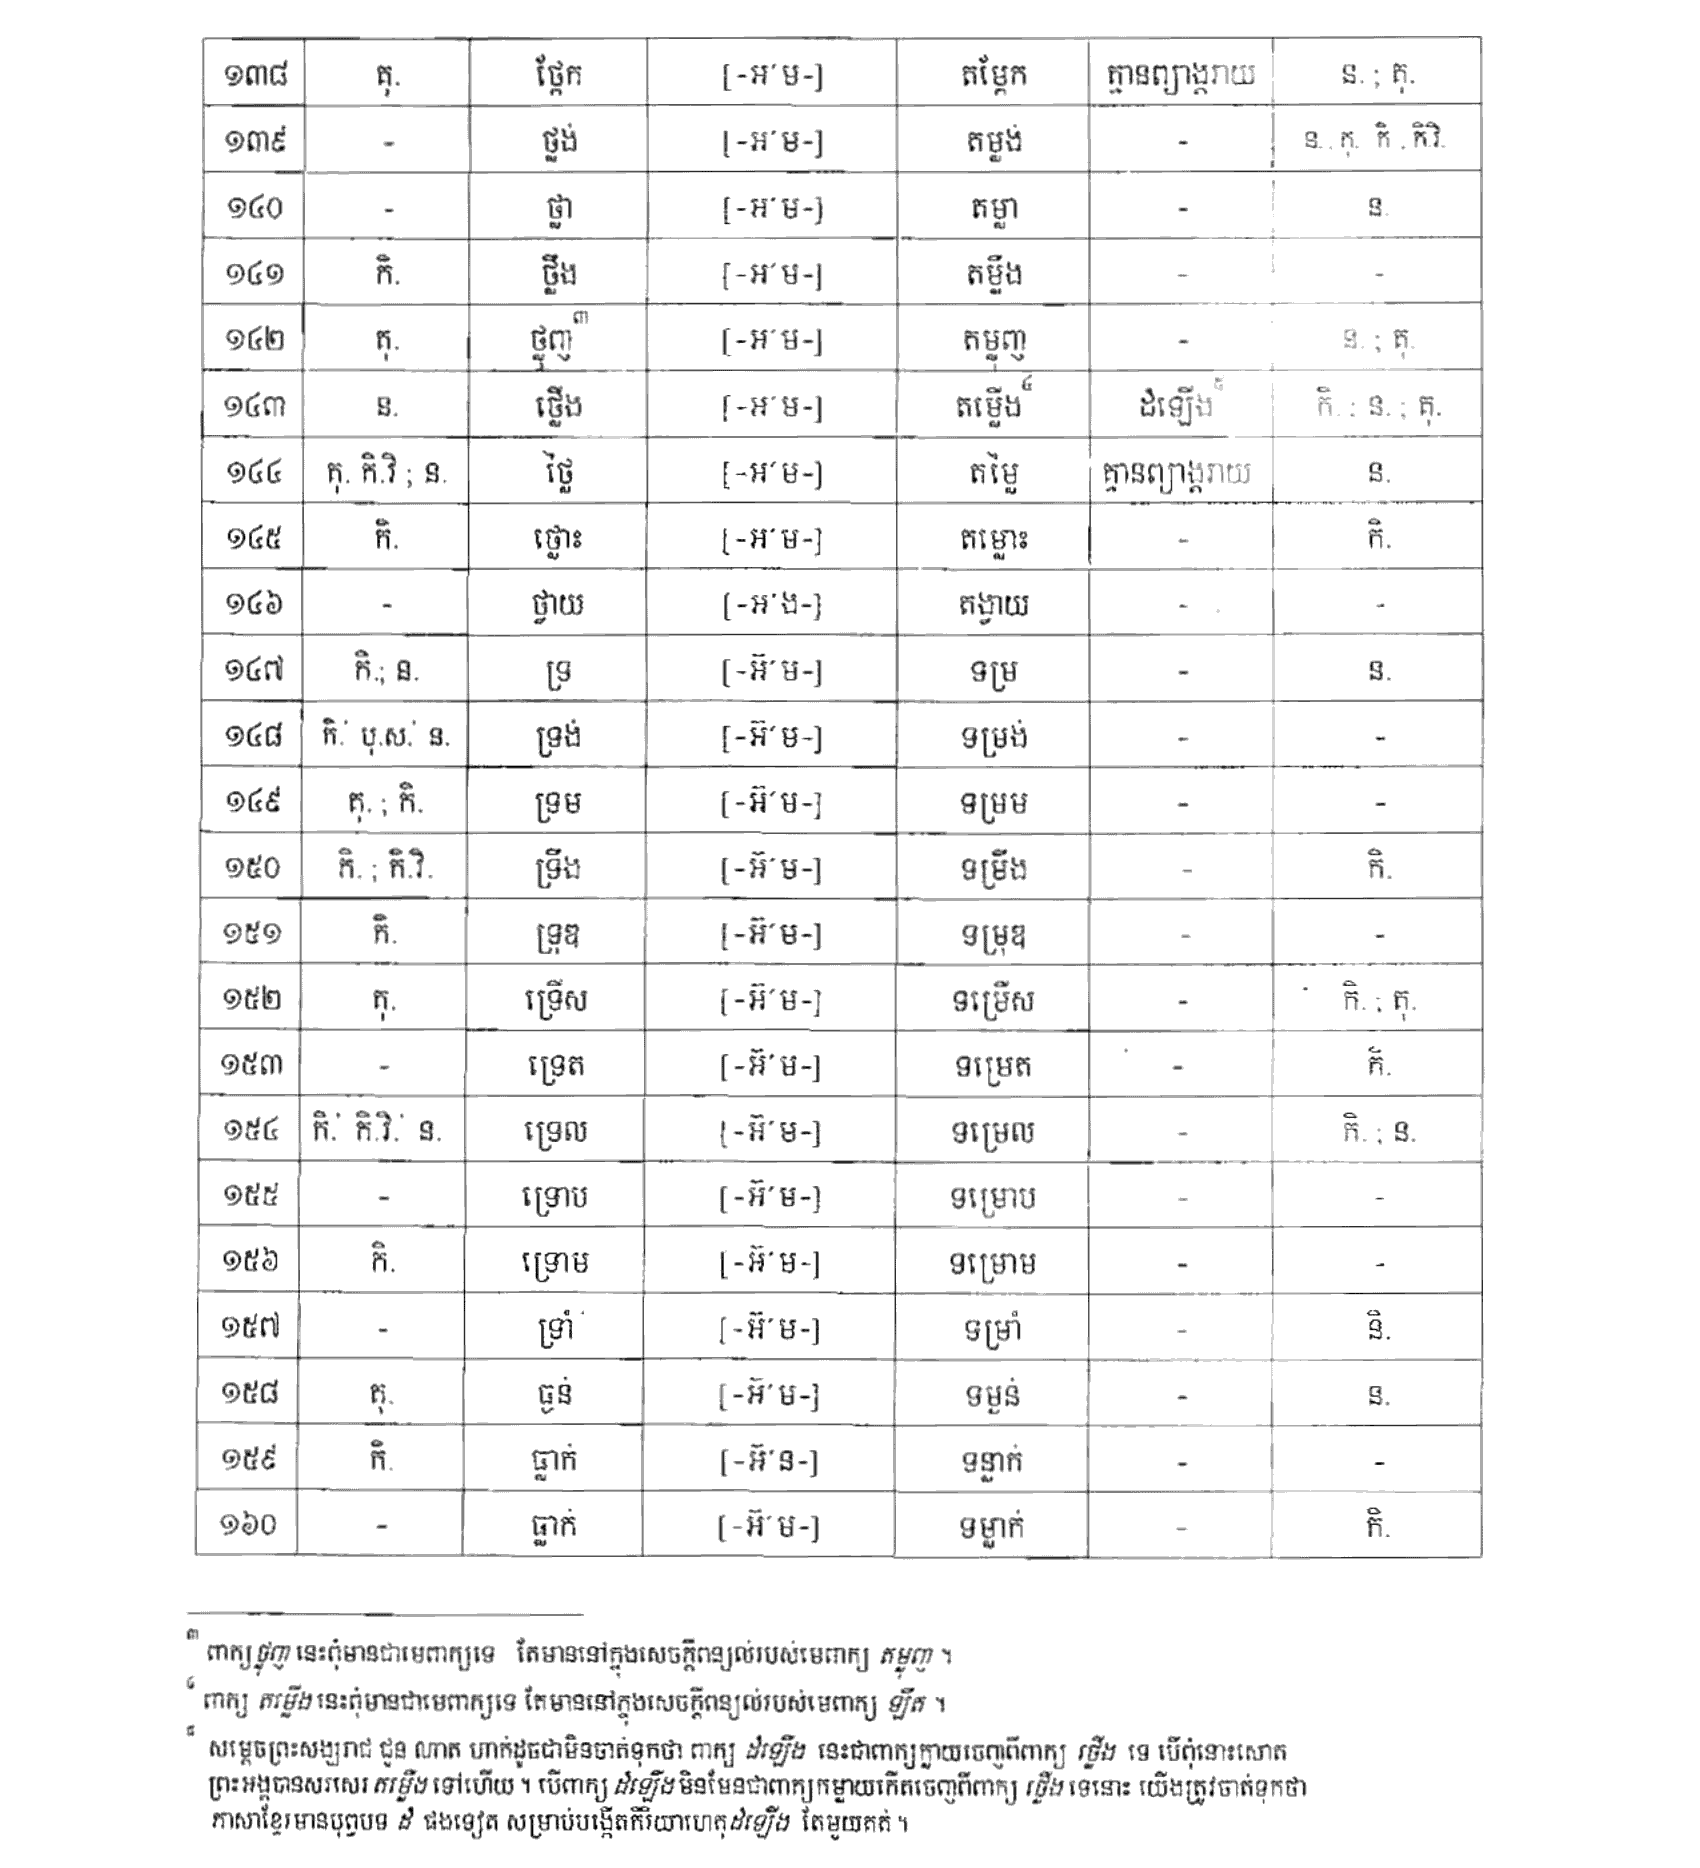 ១៣៨ គុ. ថ្កែក [-អ៌ម-] តម្កែក គ្មានព្យាង្គរាយ ន. ; គុ.
១៣៩ - ថ្លង់ [-អ៌ម-] តម្លង់ - ន. . កុ. កិ . កិ.វិ.
១៤០ - ថ្លា [-អ៌ម-] តម្លា - ន.
១៤១ កិ. ថ្លឹង [-អ៌ម-] តម្លឹង - -
១៤២ គុ. ថ្លុញ៣ [-អ៌ម-] តម្លុញ - ន. ; គុ.
១៤៣ ន. ថ្លើង [-អ៌ម-] តម្លើង៤ ដំឡើង៥ កិ. ; ន. ; គុ.
១៤៤ គុ. កិ.វិ ; ន. ថ្លៃ [-អ៌ម-] តម្លៃ គ្មានព្យាង្គរាយ ន.
១៤៥ កិ. ថ្លោះ [-អ៌ម-] តម្លោះ - កិ.
១៤៦ - ថ្វាយ [-អ៌ង-] តង្វាយ - -
១៤៧ កិ.; ន. ទ្រ [-អ៊៌ម-] ទម្រ - ន.
១៤៨ កិ.់ បុ.ស.់ ន. ទ្រង់ [-អ៊៌ម-] ទម្រង់ - -
១៤៩ គុ. ; កិ. ទ្រម [-អ៊៌ម-] ទម្រម - -
១៥០ កិ. ; កិ.វិ. ទ្រឹង [-អ៊៌ម-] ទម្រឹង - កិ.
១៥១ កិ. ទ្រុឌ [-អ៊៌ម-] ទម្រុឌ - -
១៥២ គុ. ទ្រើស [-អ៊៌ម-] ទម្រើស - កិ. ; គុ.
១៥៣ - ទ្រេត [-អ៊៌ម-] ទម្រេត - កិ.
១៥៤ កិ.់ កិ.វិ.់ ន. ទ្រេល [-អ៊៌ម-] ទម្រេល - កិ. ; ន.
១៥៥ - ទ្រោប [-អ៊៌ម-] ទម្រោប - -
១៥៦ កិ. ទ្រោម [-អ៊៌ម-] ទម្រោម - -
១៥៧ - ទ្រាំ [-អ៊៌ម-] ទម្រាំ - និ.
១៥៨ គុ. ធ្ងន់ [-អ៊៌ម-] ទម្ងន់ - ន.
១៥៩ កិ. ធ្លាក់ [-អ៊៌ន-] ទន្លាក់ - -
១៦០ - ធ្លាក់ [-អ៊៌ម-] ទម្លាក់ - កិ.
៣ ពាក្យ ថ្លុញ នេះពុំមានជាមេពាក្យទេ តែមាននៅក្នុងសេចក្តីពន្យល់របស់មេពាក្យ តម្លុញ ។
៤ ពាក្យ តម្លើង នេះពុំមានជាមេពាក្យទេ តែមាននៅក្នុងសេចក្តីពន្យល់របស់មេពាក្យ ឡឹត ។
៥ សម្តេចព្រះសង្ឃរាជ ជួន ណាត ហាក់ដូចជាមិនចាត់ទុកថា ពាក្យ ដំឡើង នេះជាពាក្យក្លាយចេញពីពាក្យ ថ្លើង ទេ បើពុំនោះសោត
ព្រះអង្គបានសរសេរ តម្លើង ទៅហើយ ។ បើពាក្យ ដំឡើង មិនមែនជាពាក្យកម្លាយកើតចេញពីពាក្យ ថ្លើង ទេនោះ យើងត្រូវចាត់ទុកថា
ភាសាខ្មែរមានបុព្វបទ ដំ ផងទៀត សម្រាប់បង្កើតកិរិយាហេតុ ដំឡើង តែមួយគត់ ។